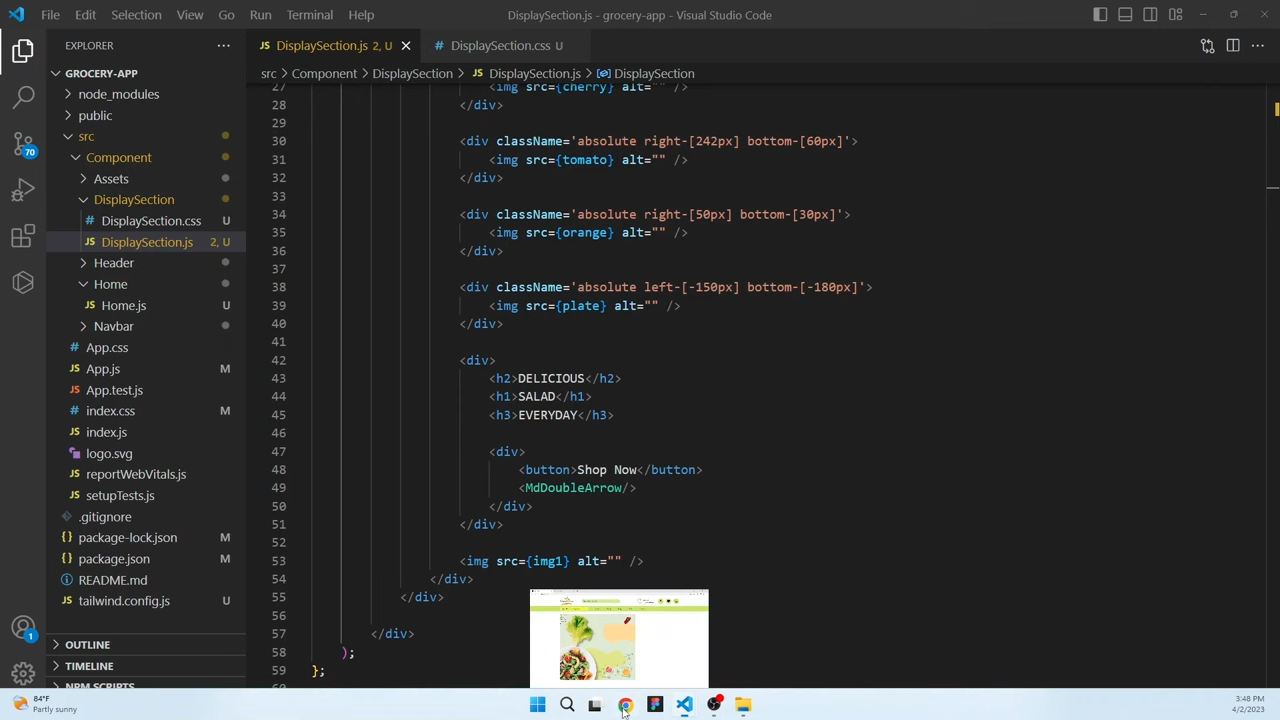 File Edit Selection View Go Run Terminal Help
DisplaySection.js - grocery-app - Visual Studio Code
EXPLORER
DisplaySection.js 2, U
DisplaySection.css U
GROCERY-APP
src > Component > DisplaySection > JS DisplaySection.js > DisplaySection
node_modules
public
src
Component
Assets
DisplaySection
# DisplaySection.css U
JS DisplaySection.js 2, U
Header
Home
JS Home.js U
Navbar
# App.css
JS App.js M
JS App.test.js
# index.css M
JS index.js
logo.svg
JS reportWebVitals.js
JS setupTests.js
.gitignore
{} package-lock.json M
{} package.json M
README.md
JS tailwind.config.js U
OUTLINE
TIMELINE
NPM SCRIPTS
70
1
27 <img src={cherry} alt="" />
28 </div>
29
30 <div className='absolute right-[242px] bottom-[60px]'>
31 <img src={tomato} alt="" />
32 </div>
33
34 <div className='absolute right-[50px] bottom-[30px]'>
35 <img src={orange} alt="" />
36 </div>
37
38 <div className='absolute left-[-150px] bottom-[-180px]'>
39 <img src={plate} alt="" />
40 </div>
41
42 <div>
43 <h2>DELICIOUS</h2>
44 <h1>SALAD</h1>
45 <h3>EVERYDAY</h3>
46
47 <div>
48 <button>Shop Now</button>
49 <MdDoubleArrow/>
50 </div>
51 </div>
52
53 <img src={img1} alt="" />
54 </div>
55 </div>
56
57 </div>
58 );
59 };
84°F
Partly sunny
3:48 PM
4/2/2023